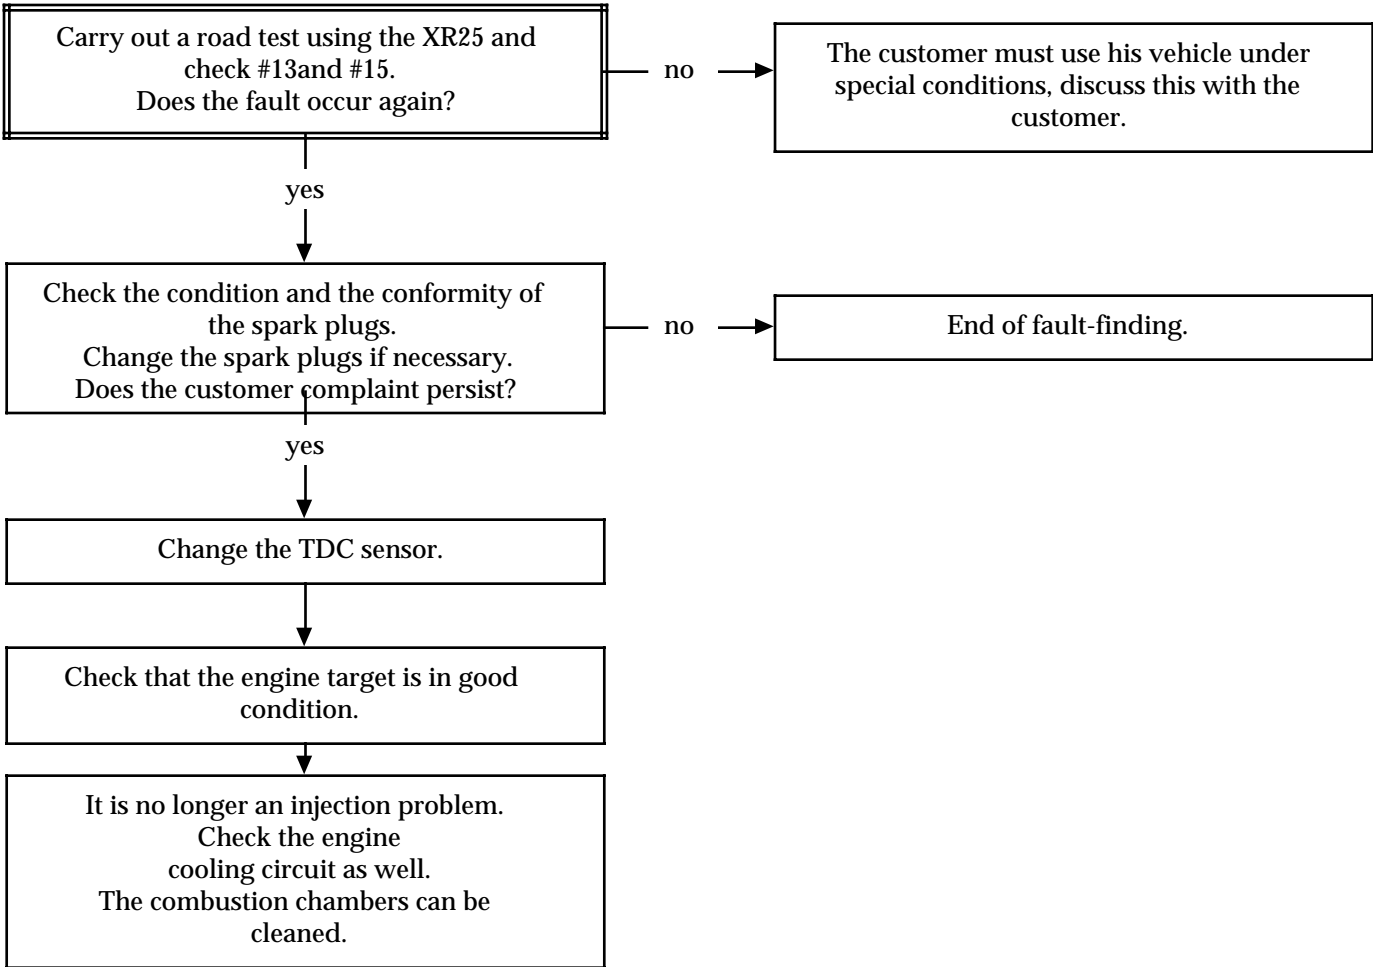 Carry out a road test using the XR25 and
check #13and #15.
Does the fault occur again?
no
The customer must use his vehicle under
special conditions, discuss this with the
customer.
yes
Check the condition and the conformity of
the spark plugs.
Change the spark plugs if necessary.
Does the customer complaint persist?
no
End of fault-finding.
yes
Change the TDC sensor.
Check that the engine target is in good
condition.
It is no longer an injection problem.
Check the engine
cooling circuit as well.
The combustion chambers can be
cleaned.